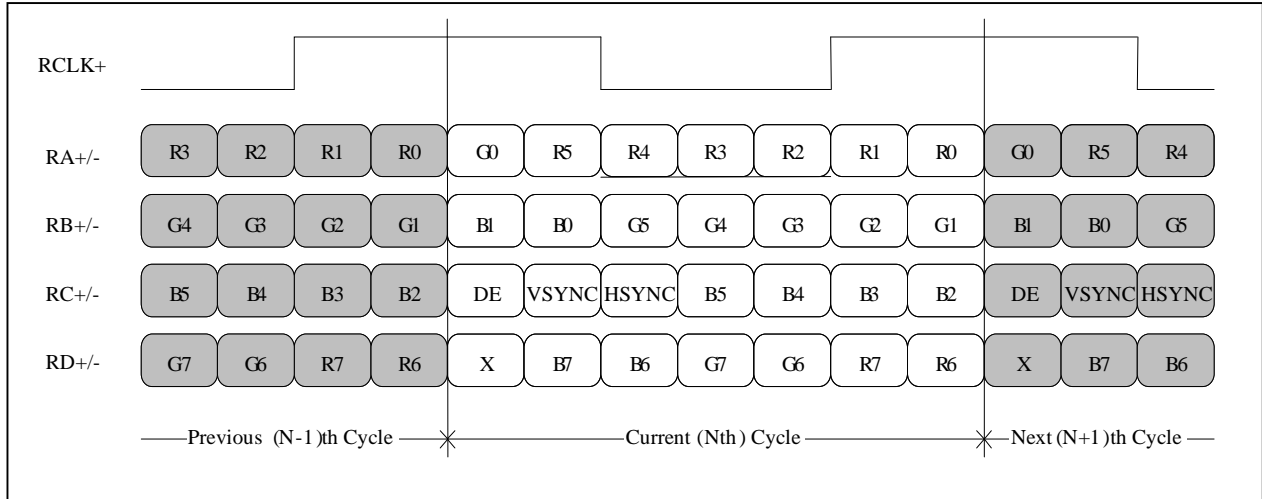 RCLK+
RA+/- R3 R2 R1 R0 G0 R5 R4 R3 R2 R1 R0 G0 R5 R4
RB+/- G4 G3 G2 G1 B1 B0 G5 G4 G3 G2 G1 B1 B0 G5
RC+/- B5 B4 B3 B2 DE VSYNC HSYNC B5 B4 B3 B2 DE VSYNC HSYNC
RD+/- G7 G6 R7 R6 X B7 B6 G7 G6 R7 R6 X B7 B6
Previous (N-1)th Cycle Current (Nth) Cycle Next (N+1)th Cycle